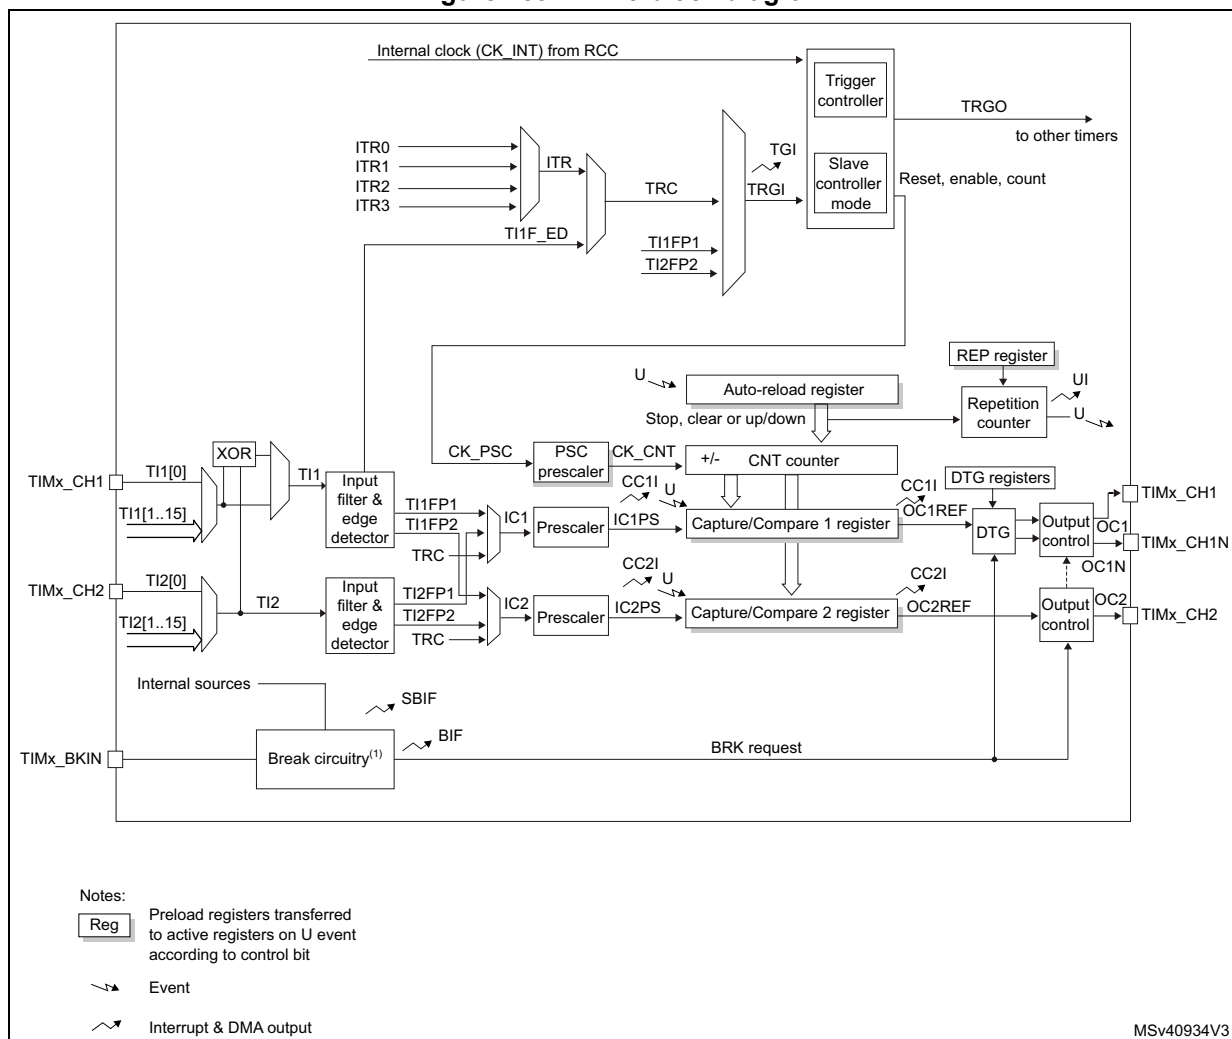 Internal clock (CK_INT) from RCC
Trigger
controller
TRGO
to other timers
ITR0
ITR1
ITR2
ITR3
ITR
TRC
TGI
TRGI
Slave
controller
mode
Reset, enable, count
TI1F_ED
TI1FP1
TI2FP2
REP register
U
Auto-reload register
UI
Repetition
counter
U
Stop, clear or up/down
XOR
CK_PSC
PSC
prescaler
CK_CNT
+/-
CNT counter
DTG registers
TIMx_CH1
TI1[0]
TI1
TI1[1..15]
Input
filter &
edge
detector
TI1FP1
TI1FP2
TRC
IC1
Prescaler
IC1PS
CC1I
U
Capture/Compare 1 register
CC1I
OC1REF
DTG
Output
control
OC1
TIMx_CH1
TIMx_CH1N
OC1N
TIMx_CH2
TI2[0]
TI2
TI2[1..15]
Input
filter &
edge
detector
TI2FP1
TI2FP2
TRC
IC2
Prescaler
IC2PS
CC2I
U
Capture/Compare 2 register
CC2I
OC2REF
Output
control
OC2
TIMx_CH2
Internal sources
SBIF
TIMx_BKIN
Break circuitry(1)
BIF
BRK request
Notes:
Reg
Preload registers transferred
to active registers on U event
according to control bit
Event
Interrupt & DMA output
MSv40934V3